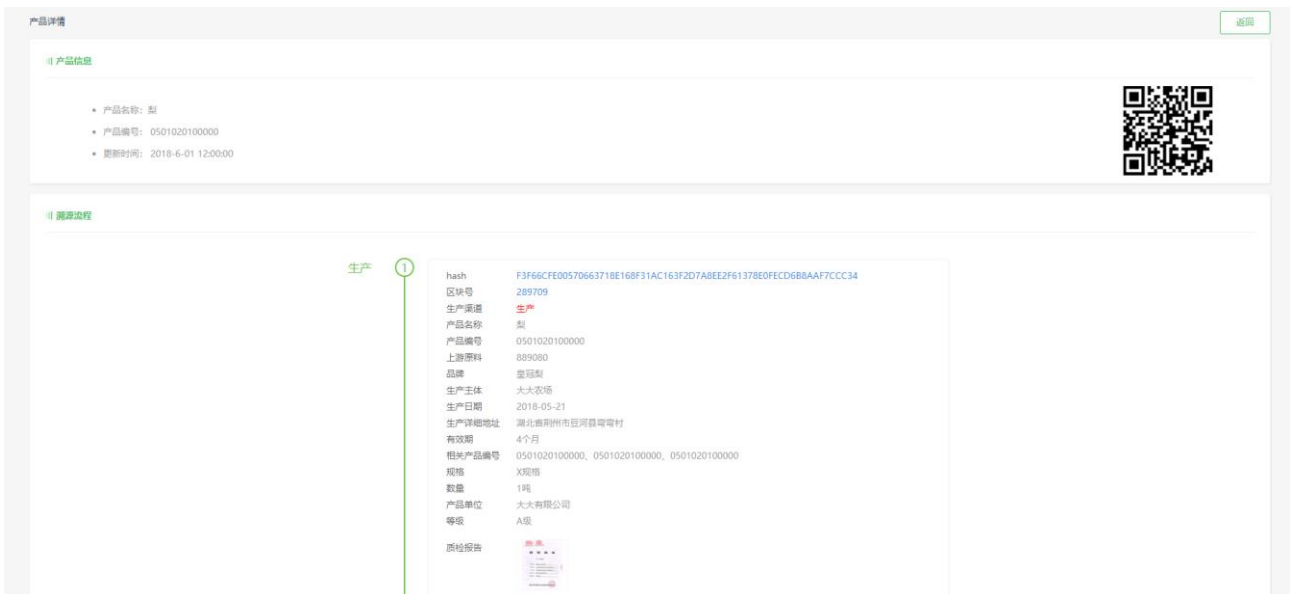 产品详情
返回
产品信息
• 产品名称：梨
• 产品编号： 0501020100000
• 更新时间： 2018-6-01 12:00:00
溯源流程
生产
1
hash F3F66CFE00570663718E168F31AC163F2D7A8EE2F61378E0FECD6B8AAF7CCC34
区块号 289709
生产渠道 生产
产品名称 梨
产品编号 0501020100000
上游原料 889080
品牌 皇冠梨
生产主体 大大农场
生产日期 2018-05-21
生产详细地址 湖北省荆州市豆河县弯弯村
有效期 4个月
相关产品编号 0501020100000、0501020100000、0501020100000
规格 X规格
数量 1吨
产品单位 大大有限公司
等级 A级
质检报告